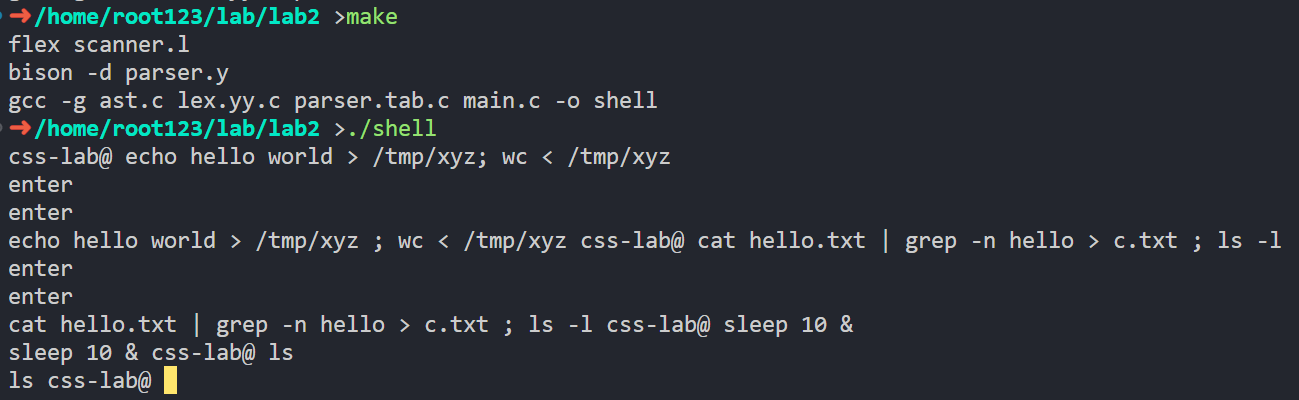 ➜/home/root123/lab/lab2 >make
flex scanner.l
bison -d parser.y
gcc -g ast.c lex.yy.c parser.tab.c main.c -o shell
➜/home/root123/lab/lab2 >./shell
css-lab@ echo hello world > /tmp/xyz; wc < /tmp/xyz
enter
enter
echo hello world > /tmp/xyz ; wc < /tmp/xyz css-lab@ cat hello.txt | grep -n hello > c.txt ; ls -l
enter
enter
cat hello.txt | grep -n hello > c.txt ; ls -l css-lab@ sleep 10 &
sleep 10 & css-lab@ ls
ls css-lab@